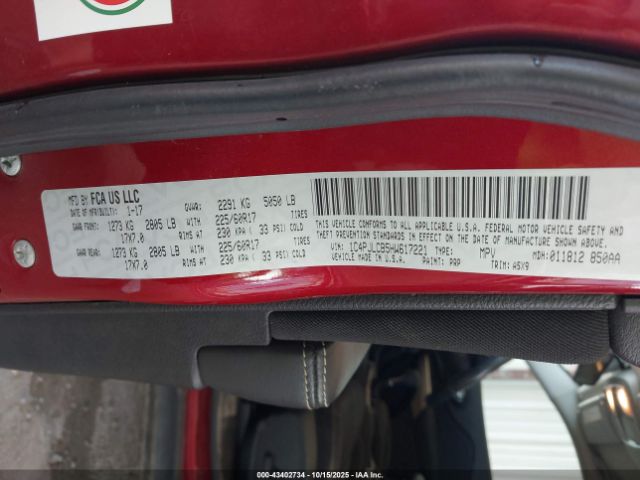 MFD BY FCA US LLC
DATE OF MFR/BUILT: 1-17 GVWR: 2291 KG 5050 LB
GAWR FRONT: 1273 KG 2805 LB WITH 225/60R17 TIRES
17X7.0 RIMS AT 230 KPA ( 33 PSI COLD)
GAWR REAR: 1273 KG 2805 LB WITH 225/60R17 TIRES
17X7.0 RIMS AT 230 KPA ( 33 PSI COLD)
THIS VEHICLE CONFORMS TO ALL APPLICABLE U.S.A. FEDERAL MOTOR VEHICLE SAFETY AND
THEFT PREVENTION STANDARDS IN EFFECT ON THE DATE OF MANUFACTURE SHOWN ABOVE.
VIN: 1C4PJLCB5HW617221 TYPE: MPV MDH: 011812 850AA
MADE IN U.S.A. PAINT: PRP TRIM: A5X9
000-43402734 - 10/15/2025 - IAAI.com